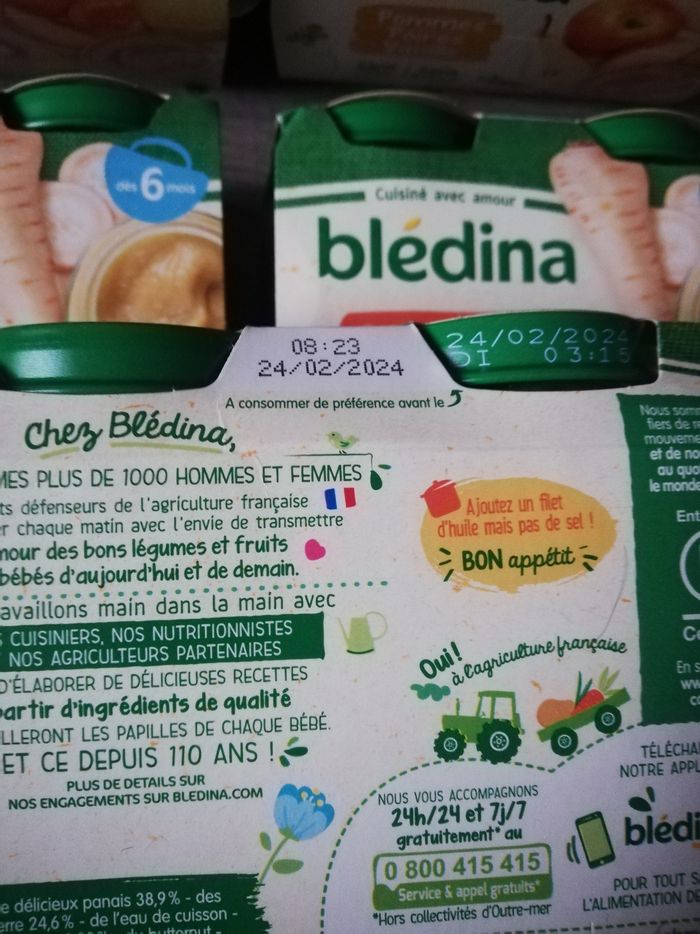 dès 6 mois
Cuisiné avec amour
blédina
08:23
24/02/2024
24/02/2024
DI 03:15
A consommer de préférence avant le
Chez Blédina,
MES PLUS DE 1000 HOMMES ET FEMMES
ts défenseurs de l'agriculture française
r chaque matin avec l'envie de transmettre
mour des bons légumes et fruits
bébés d'aujourd'hui et de demain.
availlons main dans la main avec
S CUISINIERS, NOS NUTRITIONNISTES
NOS AGRICULTEURS PARTENAIRES
D'ÉLABORER DE DÉLICIEUSES RECETTES
partir d'ingrédients de qualité
ILLERONT LES PAPILLES DE CHAQUE BÉBÉ.
ET CE DEPUIS 110 ANS !
PLUS DE DETAILS SUR
NOS ENGAGEMENTS SUR BLEDINA.COM
e délicieux panais 38,9% - des
erre 24,6% - de l'eau de cuisson -
Ajoutez un filet
d'huile mais pas de sel !
BON appétit
Oui!
à l'agriculture française
NOUS VOUS ACCOMPAGNONS
24h/24 et 7j/7
gratuitement* au
0 800 415 415
Service & appel gratuits*
*Hors collectivités d'Outre-mer
Nous som
fiers de r
mouveme
et de no
au quo
le monde
Ent
En s
ww
TÉLÉCHA
NOTRE APPL
blédi
POUR TOUT S
L'ALIMENTATION DE